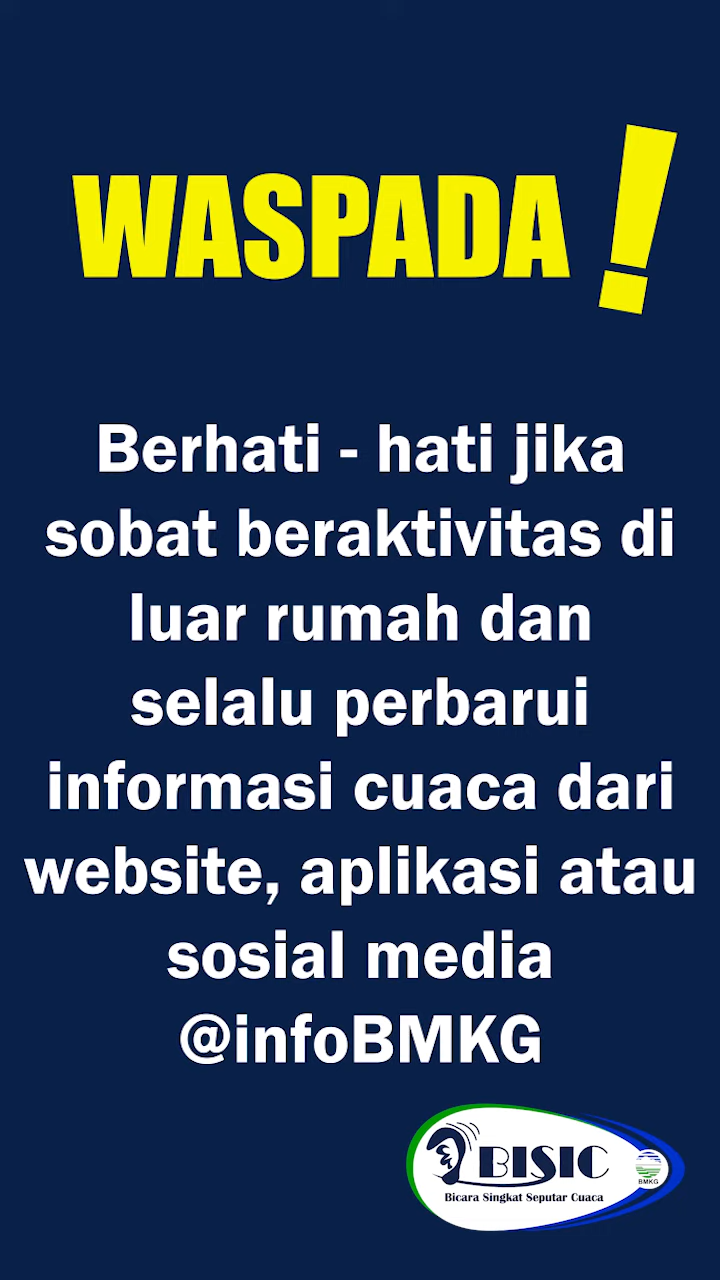 WASPADA!
Berhati - hati jika
sobat beraktivitas di
luar rumah dan
selalu perbarui
informasi cuaca dari
website, aplikasi atau
sosial media
@infoBMKG
BISIC
BMKG
Bicara Singkat Seputar Cuaca